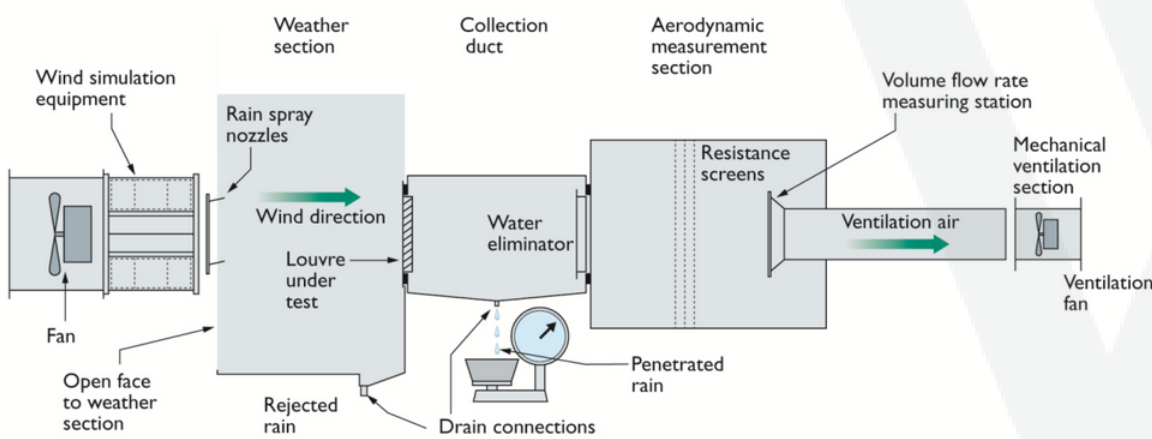 Weather
section
Collection
duct
Aerodynamic
measurement
section
Wind simulation
equipment
Rain spray
nozzles
Volume flow rate
measuring station
Mechanical
ventilation
section
Resistance
screens
Wind direction
Water
eliminator
Ventilation air
Louvre
under
test
Ventilation
fan
Fan
Open face
to weather
section
Penetrated
rain
Rejected
rain
Drain connections